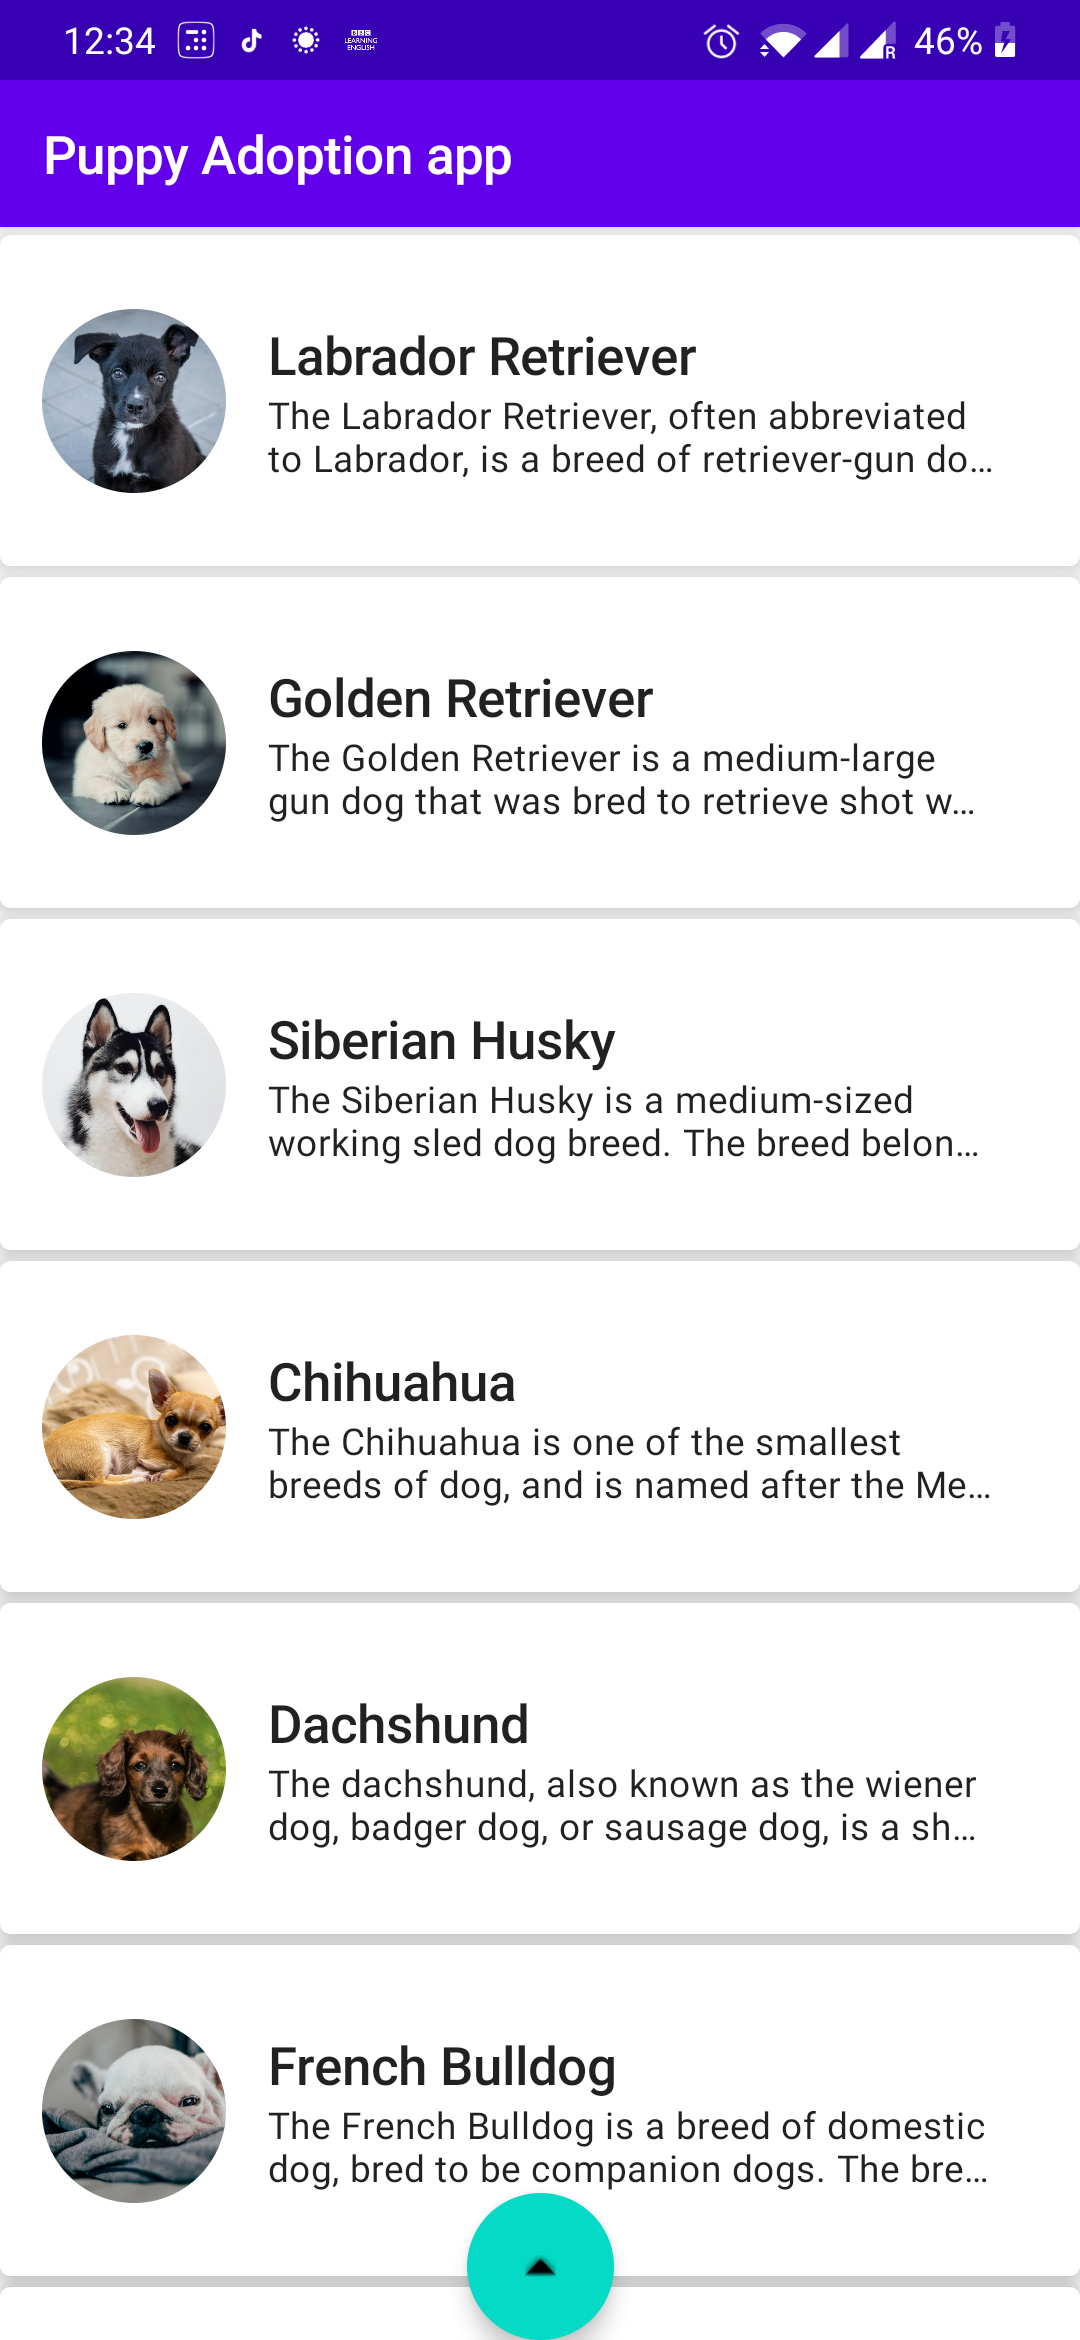 12:34
BBC
LEARNING
ENGLISH
R
46%
Puppy Adoption app
Labrador Retriever
The Labrador Retriever, often abbreviated
to Labrador, is a breed of retriever-gun do…
Golden Retriever
The Golden Retriever is a medium-large
gun dog that was bred to retrieve shot w…
Siberian Husky
The Siberian Husky is a medium-sized
working sled dog breed. The breed belon…
Chihuahua
The Chihuahua is one of the smallest
breeds of dog, and is named after the Me…
Dachshund
The dachshund, also known as the wiener
dog, badger dog, or sausage dog, is a sh…
French Bulldog
The French Bulldog is a breed of domestic
dog, bred to be companion dogs. The bre…